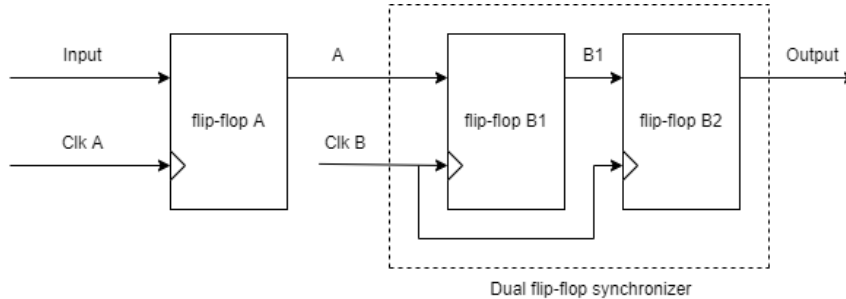 Input
A
B1
Output
flip-flop A
flip-flop B1
flip-flop B2
Clk A
Clk B
Dual flip-flop synchronizer